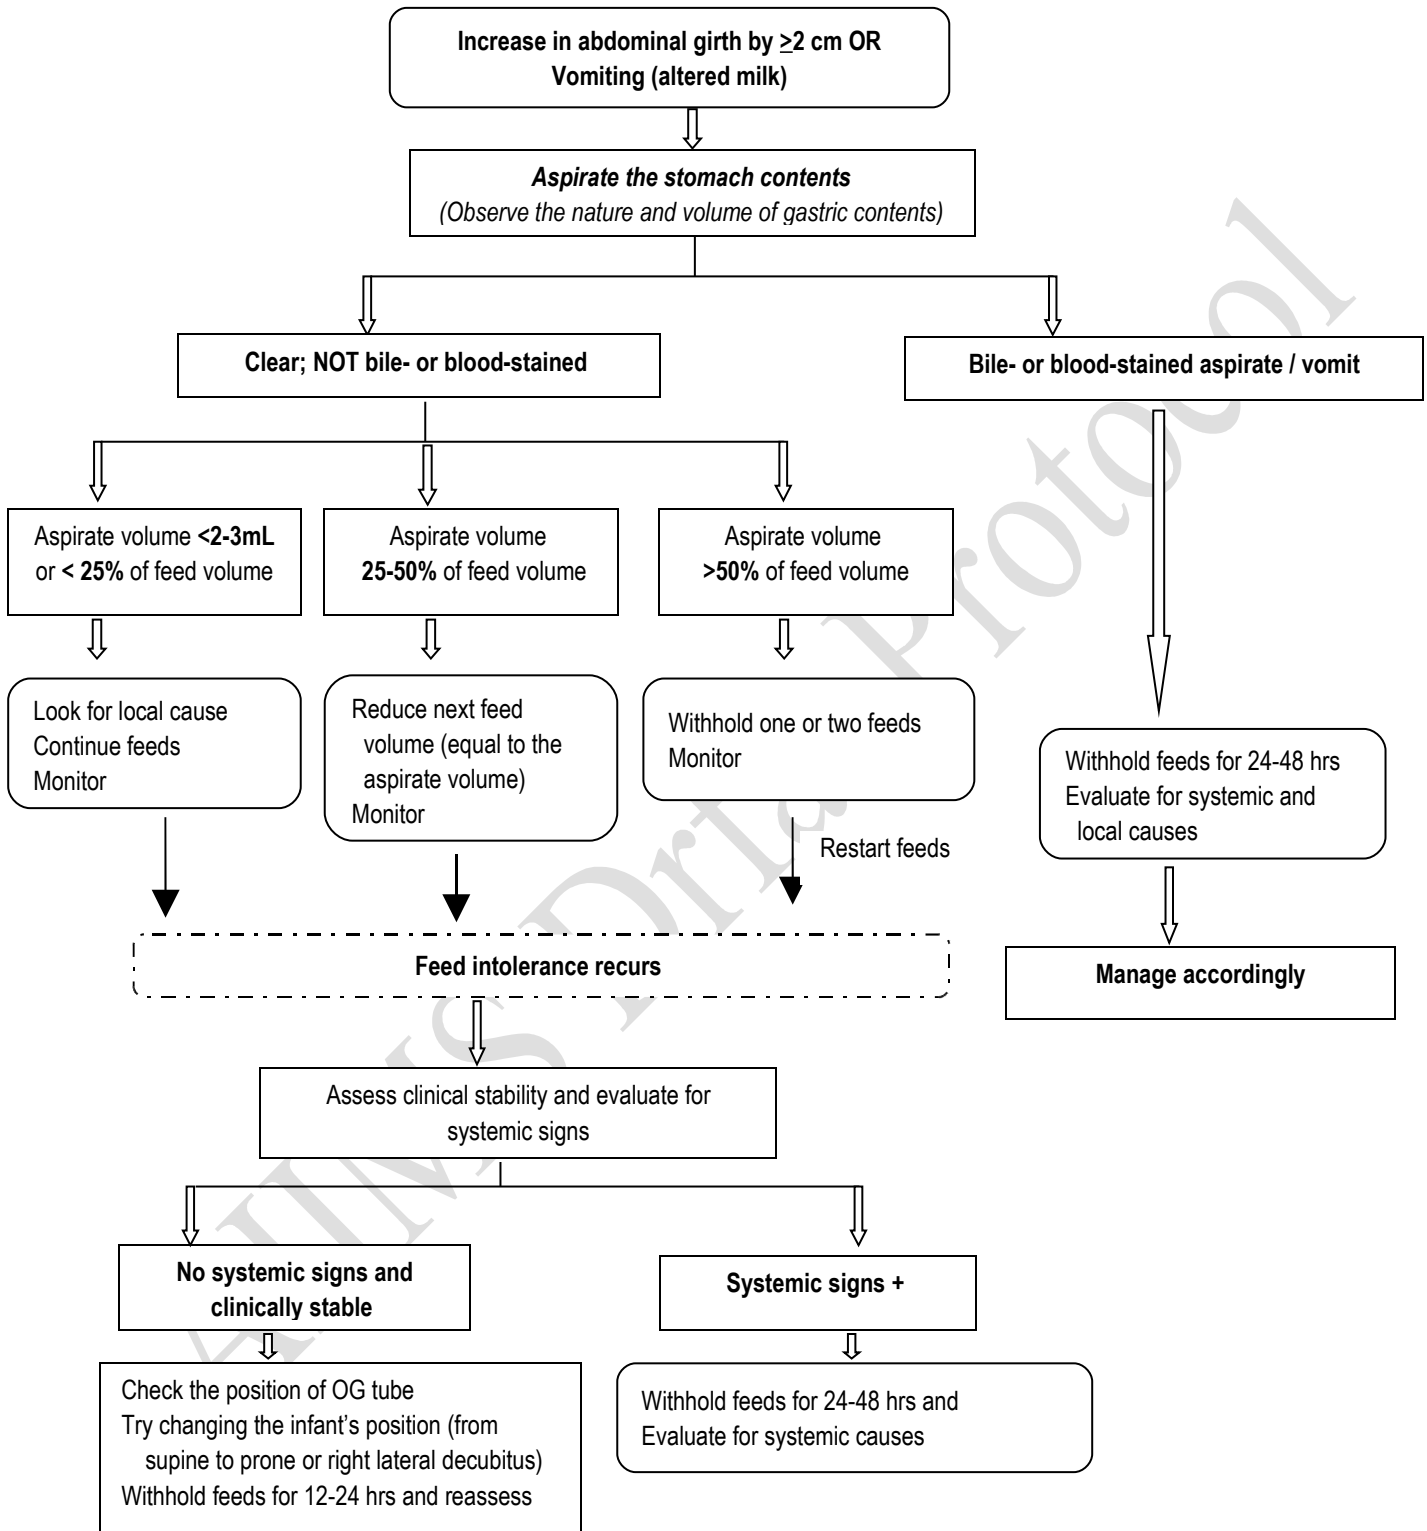 Increase in abdominal girth by ≥2 cm OR
Vomiting (altered milk)
Aspirate the stomach contents
(Observe the nature and volume of gastric contents)
Clear; NOT bile- or blood-stained
Bile- or blood-stained aspirate / vomit
Aspirate volume <2-3mL
or < 25% of feed volume
Aspirate volume
25-50% of feed volume
Aspirate volume
>50% of feed volume
Look for local cause
Continue feeds
Monitor
Reduce next feed
volume (equal to the
aspirate volume)
Monitor
Withhold one or two feeds
Monitor
Withhold feeds for 24-48 hrs
Evaluate for systemic and
local causes
Restart feeds
Feed intolerance recurs
Manage accordingly
Assess clinical stability and evaluate for
systemic signs
No systemic signs and
clinically stable
Systemic signs +
Check the position of OG tube
Try changing the infant's position (from
supine to prone or right lateral decubitus)
Withhold feeds for 12-24 hrs and reassess
Withhold feeds for 24-48 hrs and
Evaluate for systemic causes
Protocol